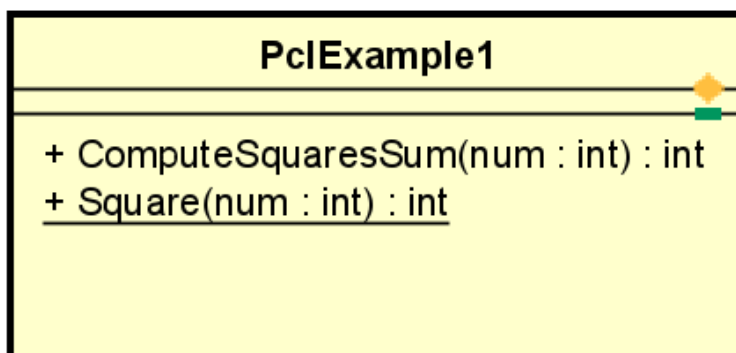 PclExample1
+ ComputeSquaresSum(num : int) : int
+ Square(num : int) : int